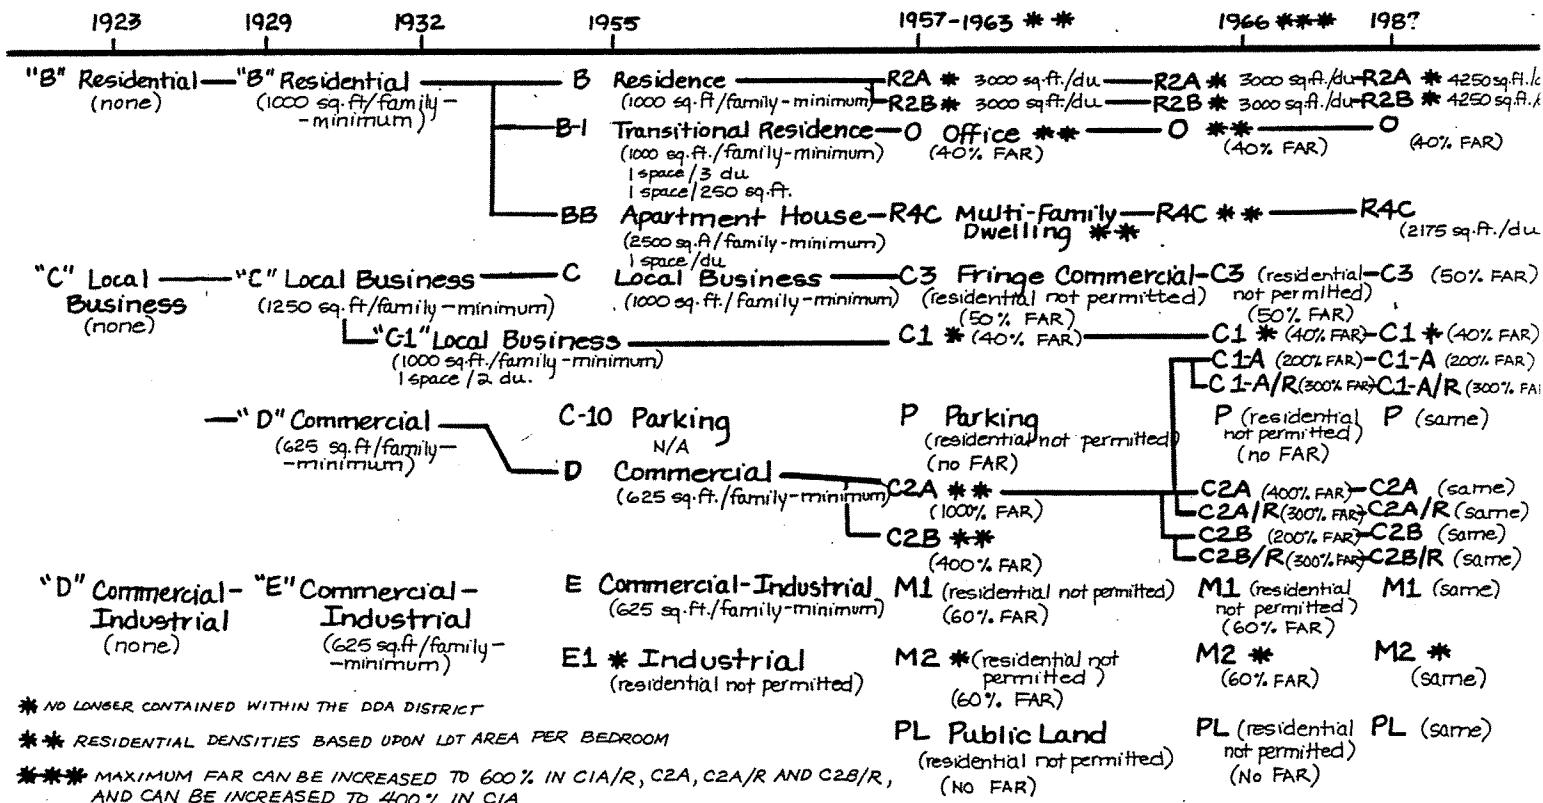 1923 1929 1932 1955 1957-1963 ** 1966 *** 198?
"B" Residential "B" Residential B Residence R2A * 3000 sq.ft./du R2A * 3000 sq.ft./du R2A * 4250 sq.ft./
(none) (1000 sq.ft/family- (1000 sq.ft/family-minimum) R2B * 3000 sq.ft./du R2B * 3000 sq.ft./du R2B * 4250 sq.ft./
-minimum)
B-1 Transitional Residence O Office ** O ** O
(1000 sq.ft./family-minimum) (40% FAR) (40% FAR) (40% FAR)
1 space/3 du
1 space/250 sq.ft.
BB Apartment House R4C Multi-Family R4C ** R4C
Dwelling **
(2500 sq.ft/family-minimum) (2175 sq.ft./du
1 space/du
"C" Local "C" Local Business C Local Business C3 Fringe Commercial C3 (residential C3 (50% FAR)
Business (1250 sq.ft/family-minimum) (1000 sq.ft/family-minimum) (residential not permitted) not permitted)
(none) (50% FAR) (50% FAR)
"C-1" Local Business C1 * (40% FAR) C1 * (40% FAR) C1 * (40% FAR)
(1000 sq.ft./family-minimum) C1-A (200% FAR) C1-A (200% FAR)
1 space/2 du. C1-A/R (300% FAR) C1-A/R (300% FA
"D" Commercial C-10 Parking P Parking P (residential P (same)
(625 sq.ft/family- N/A (residential not permitted) not permitted)
-minimum) (no FAR) (no FAR)
D Commercial
(625 sq.ft./family-minimum) C2A ** C2A (400% FAR) C2A (same)
(1000% FAR) C2A/R (300% FAR) C2A/R (same)
C2B ** C2B (200% FAR) C2B (same)
(400% FAR) C2B/R (300% FAR) C2B/R (same)
"D" Commercial- "E" Commercial- E Commercial-Industrial M1 (residential not permitted) M1 (residential M1 (same)
Industrial Industrial (625 sq.ft./family-minimum) (60% FAR) not permitted)
(none) (625 sq.ft/family- (60% FAR)
-minimum)
E1 * Industrial M2 * (residential not M2 * M2 *
(residential not permitted) permitted) (60% FAR) (same)
(60% FAR)
* NO LONGER CONTAINED WITHIN THE DDA DISTRICT
PL Public Land PL (residential PL (same)
** RESIDENTIAL DENSITIES BASED UPON LOT AREA PER BEDROOM
(residential not permitted) not permitted)
(NO FAR) (No FAR)
*** MAXIMUM FAR CAN BE INCREASED TO 600% IN C1A/R, C2A, C2A/R AND C2B/R,
AND CAN BE INCREASED TO 400% IN C1A